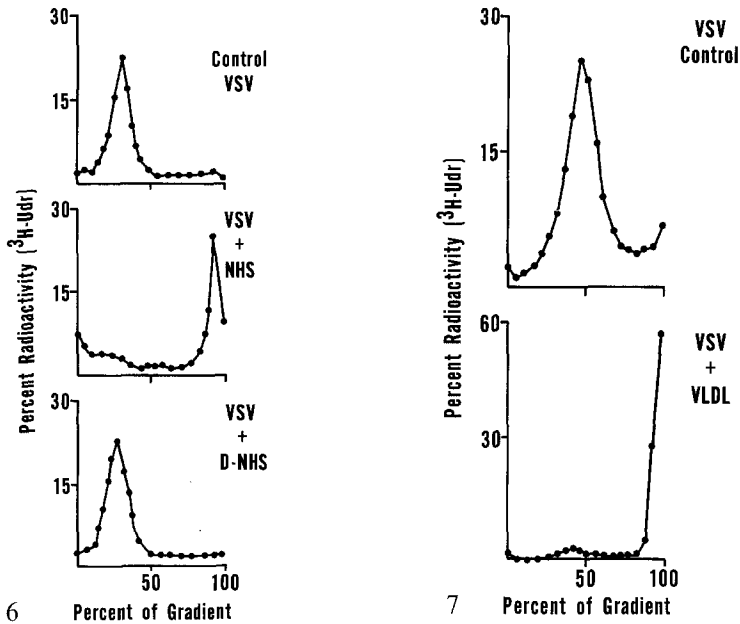 30
15
Control
VSV
30
15
VSV
+
NHS
30
15
VSV
+
D-NHS
50
100
Percent Radioactivity (³H-Udr)
Percent of Gradient
6
30
15
VSV
Control
60
30
VSV
+
VLDL
50
100
Percent Radioactivity (³H-Udr)
Percent of Gradient
7